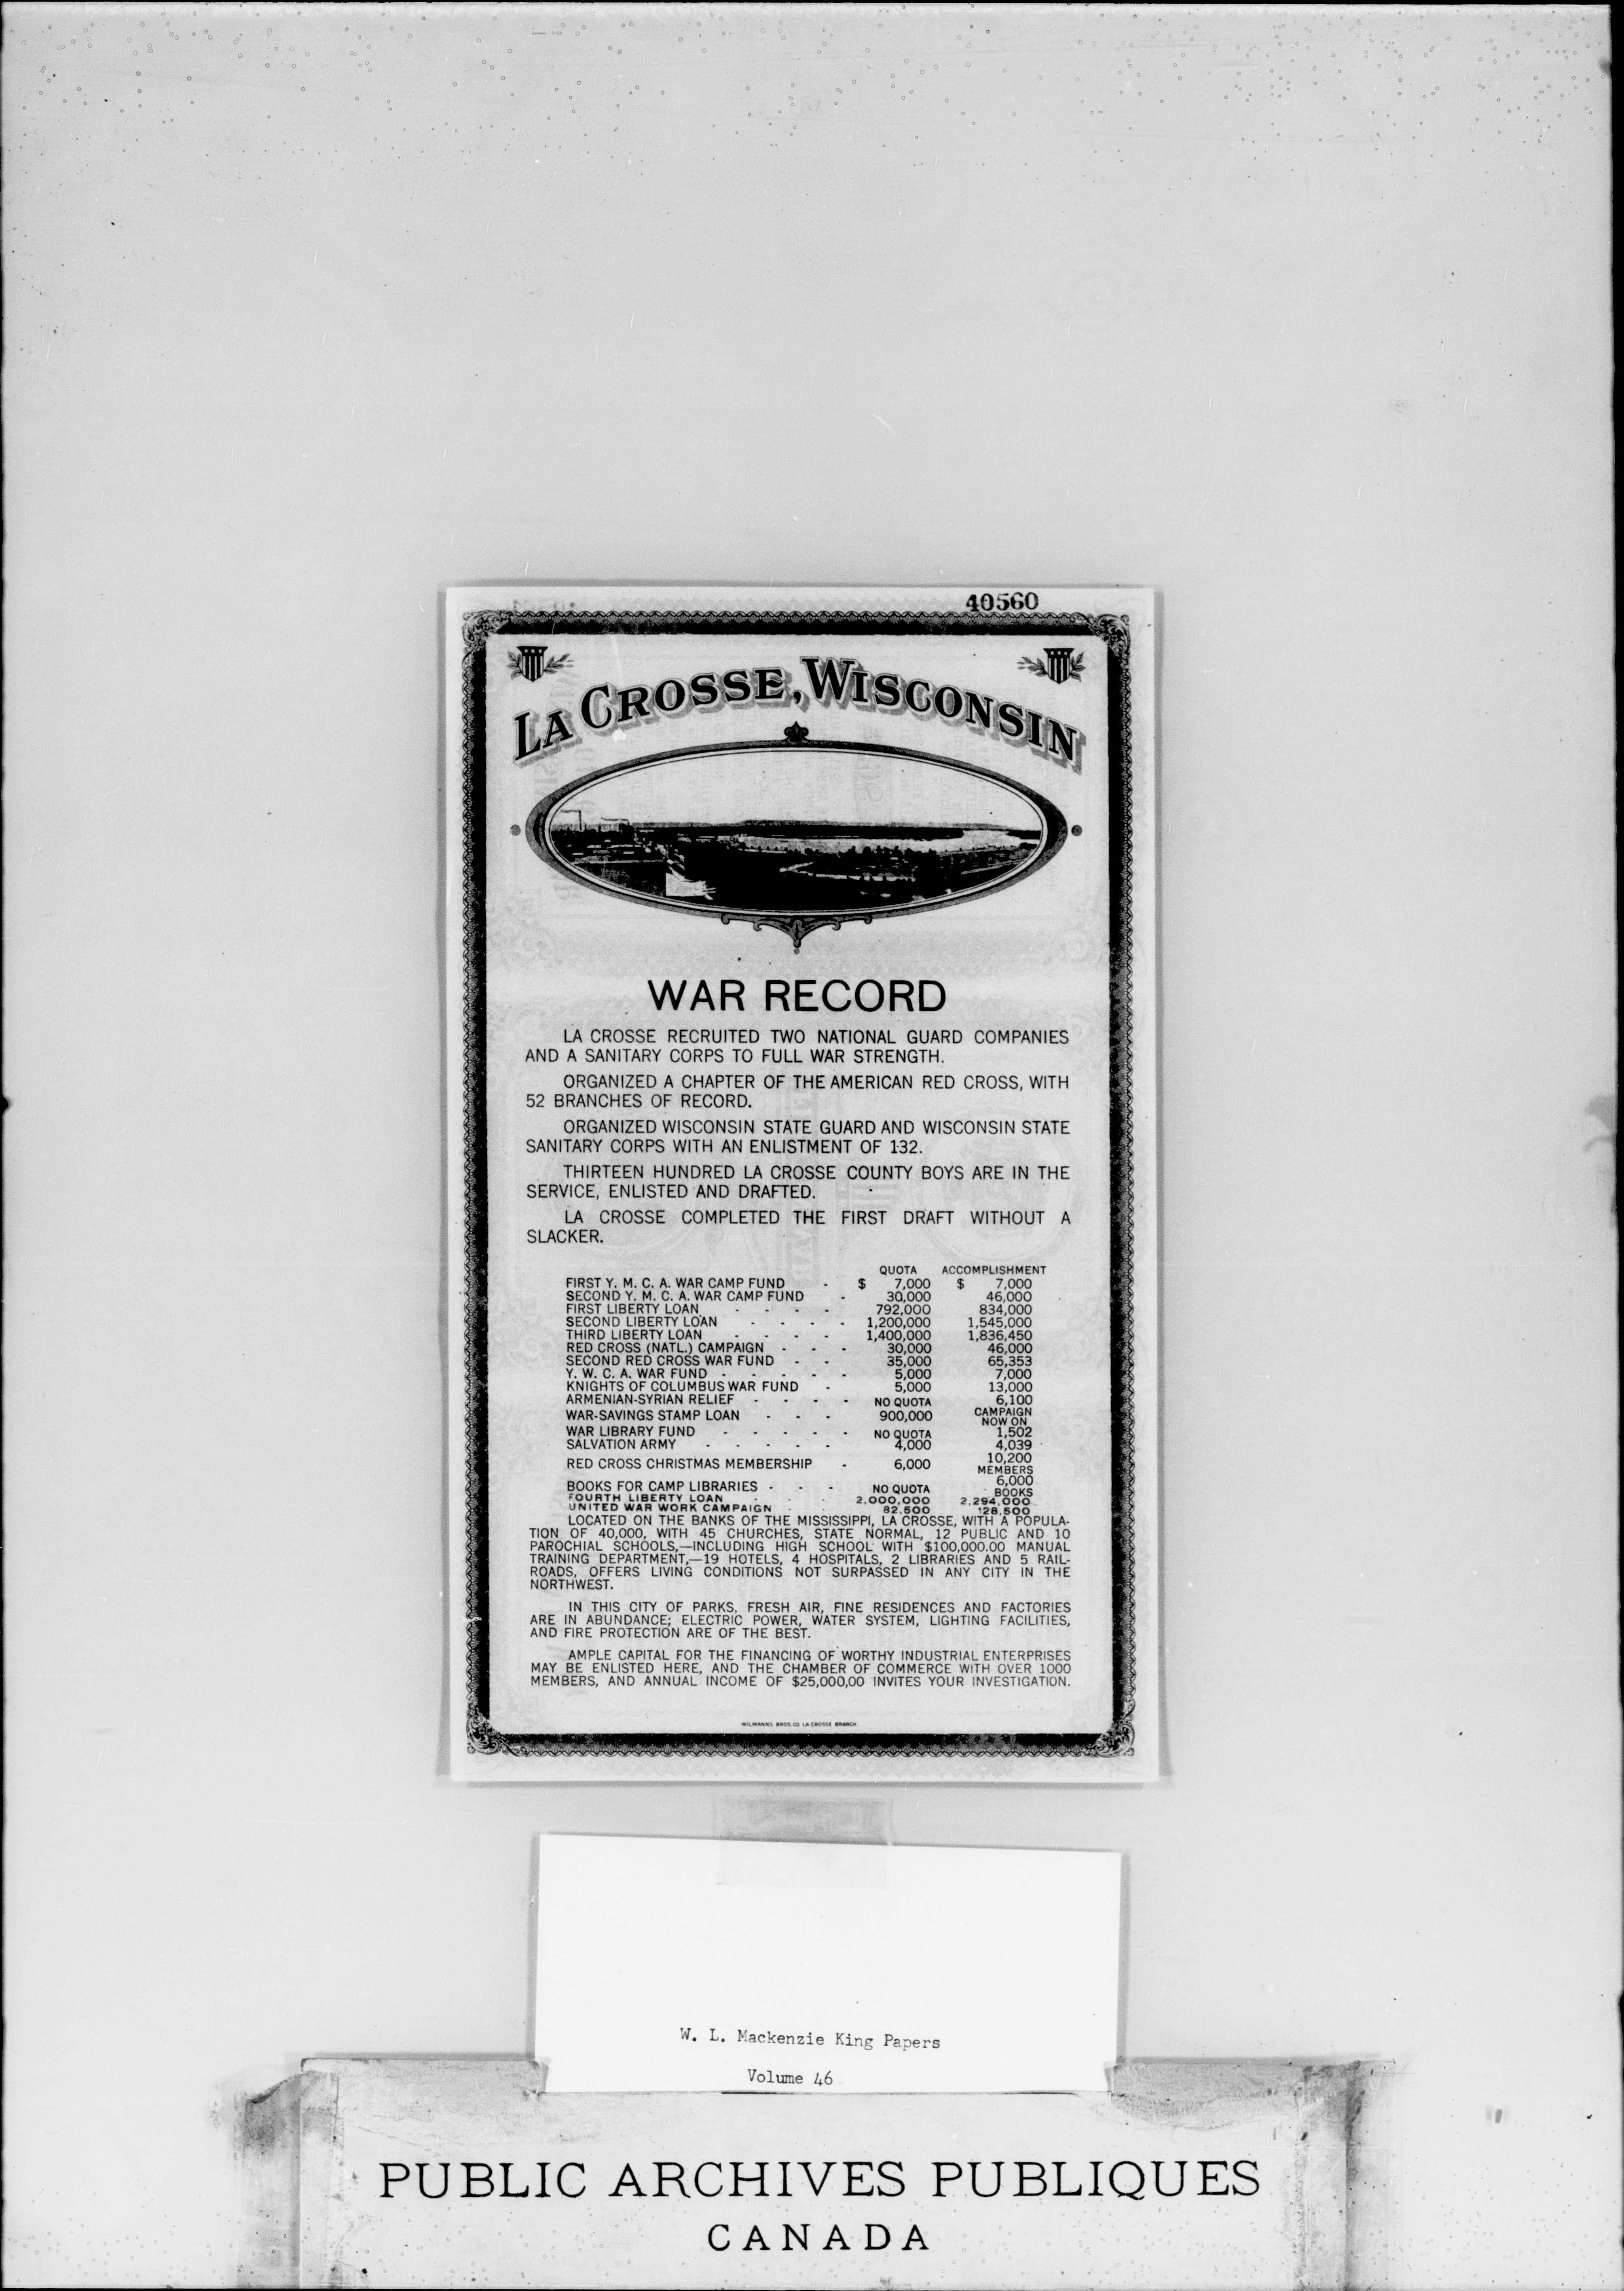 40560
LA CROSSE, WISCONSIN
WAR RECORD
LA CROSSE RECRUITED TWO NATIONAL GUARD COMPANIES
AND A SANITARY CORPS TO FULL WAR STRENGTH.
ORGANIZED A CHAPTER OF THE AMERICAN RED CROSS, WITH
52 BRANCHES OF RECORD.
ORGANIZED WISCONSIN STATE GUARD AND WISCONSIN STATE
SANITARY CORPS WITH AN ENLISTMENT OF 132.
THIRTEEN HUNDRED LA CROSSE COUNTY BOYS ARE IN THE
SERVICE, ENLISTED AND DRAFTED.
LA CROSSE COMPLETED THE FIRST DRAFT WITHOUT A
SLACKER.
QUOTA ACCOMPLISHMENT
FIRST Y. M. C. A. WAR CAMP FUND - $ 7,000 $ 7,000
SECOND Y. M. C. A. WAR CAMP FUND - 30,000 46,000
FIRST LIBERTY LOAN - - - - 792,000 834,000
SECOND LIBERTY LOAN - - - - 1,200,000 1,545,000
THIRD LIBERTY LOAN - - - - 1,400,000 1,836,450
RED CROSS (NATL.) CAMPAIGN - - - 30,000 46,000
SECOND RED CROSS WAR FUND - - 35,000 65,353
Y. W. C. A. WAR FUND - - - - - 5,000 7,000
KNIGHTS OF COLUMBUS WAR FUND - 5,000 13,000
ARMENIAN-SYRIAN RELIEF - - - - NO QUOTA 6,100
WAR-SAVINGS STAMP LOAN - - - 900,000 CAMPAIGN
NOW ON
WAR LIBRARY FUND - - - - - NO QUOTA 1,502
SALVATION ARMY - - - - - 4,000 4,039
RED CROSS CHRISTMAS MEMBERSHIP - 6,000 10,200
MEMBERS
BOOKS FOR CAMP LIBRARIES - - - NO QUOTA 6,000
BOOKS
FOURTH LIBERTY LOAN - - - 2,000,000 2,294,000
UNITED WAR WORK CAMPAIGN - - 82,500 128,500
LOCATED ON THE BANKS OF THE MISSISSIPPI, LA CROSSE, WITH A POPULA-
TION OF 40,000, WITH 45 CHURCHES, STATE NORMAL, 12 PUBLIC AND 10
PAROCHIAL SCHOOLS,—INCLUDING HIGH SCHOOL WITH $100,000.00 MANUAL
TRAINING DEPARTMENT,—19 HOTELS, 4 HOSPITALS, 2 LIBRARIES AND 5 RAIL-
ROADS, OFFERS LIVING CONDITIONS NOT SURPASSED IN ANY CITY IN THE
NORTHWEST.
IN THIS CITY OF PARKS, FRESH AIR, FINE RESIDENCES AND FACTORIES
ARE IN ABUNDANCE; ELECTRIC POWER, WATER SYSTEM, LIGHTING FACILITIES,
AND FIRE PROTECTION ARE OF THE BEST.
AMPLE CAPITAL FOR THE FINANCING OF WORTHY INDUSTRIAL ENTERPRISES
MAY BE ENLISTED HERE, AND THE CHAMBER OF COMMERCE WITH OVER 1000
MEMBERS, AND ANNUAL INCOME OF $25,000,00 INVITES YOUR INVESTIGATION.
WILMANNS BROS. CO. LA CROSSE BRANCH.
W. L. Mackenzie King Papers
Volume 46
PUBLIC ARCHIVES PUBLIQUES
CANADA